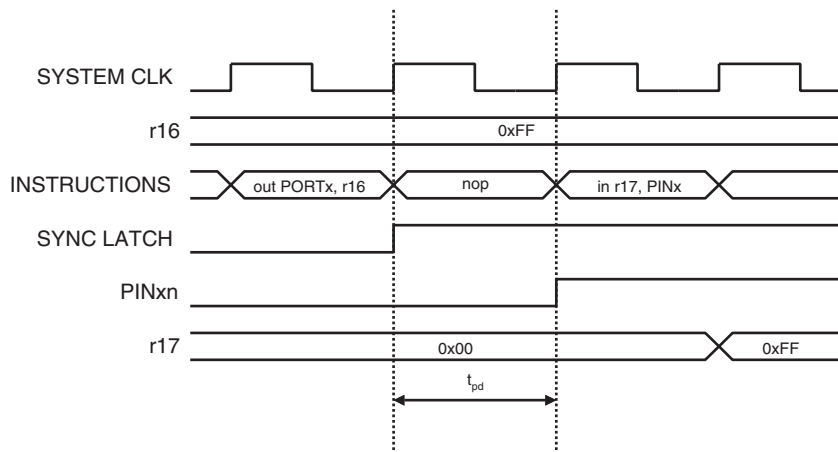 SYSTEM CLK
r16
0xFF
INSTRUCTIONS
out PORTx, r16
nop
in r17, PINx
SYNC LATCH
PINxn
r17
0x00
0xFF
tpd